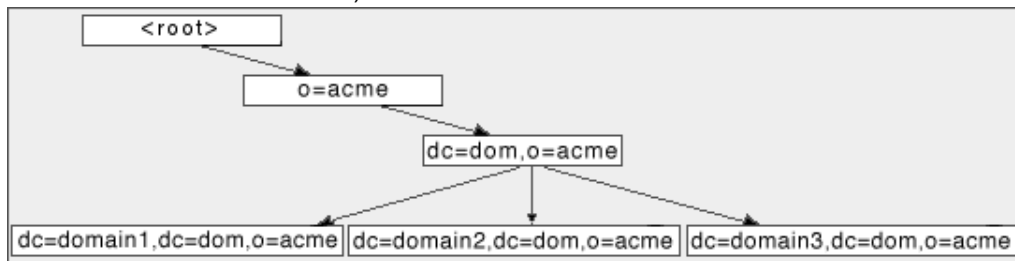 <root>
o=acme
dc=dom,o=acme
dc=domain1,dc=dom,o=acme
dc=domain2,dc=dom,o=acme
dc=domain3,dc=dom,o=acme